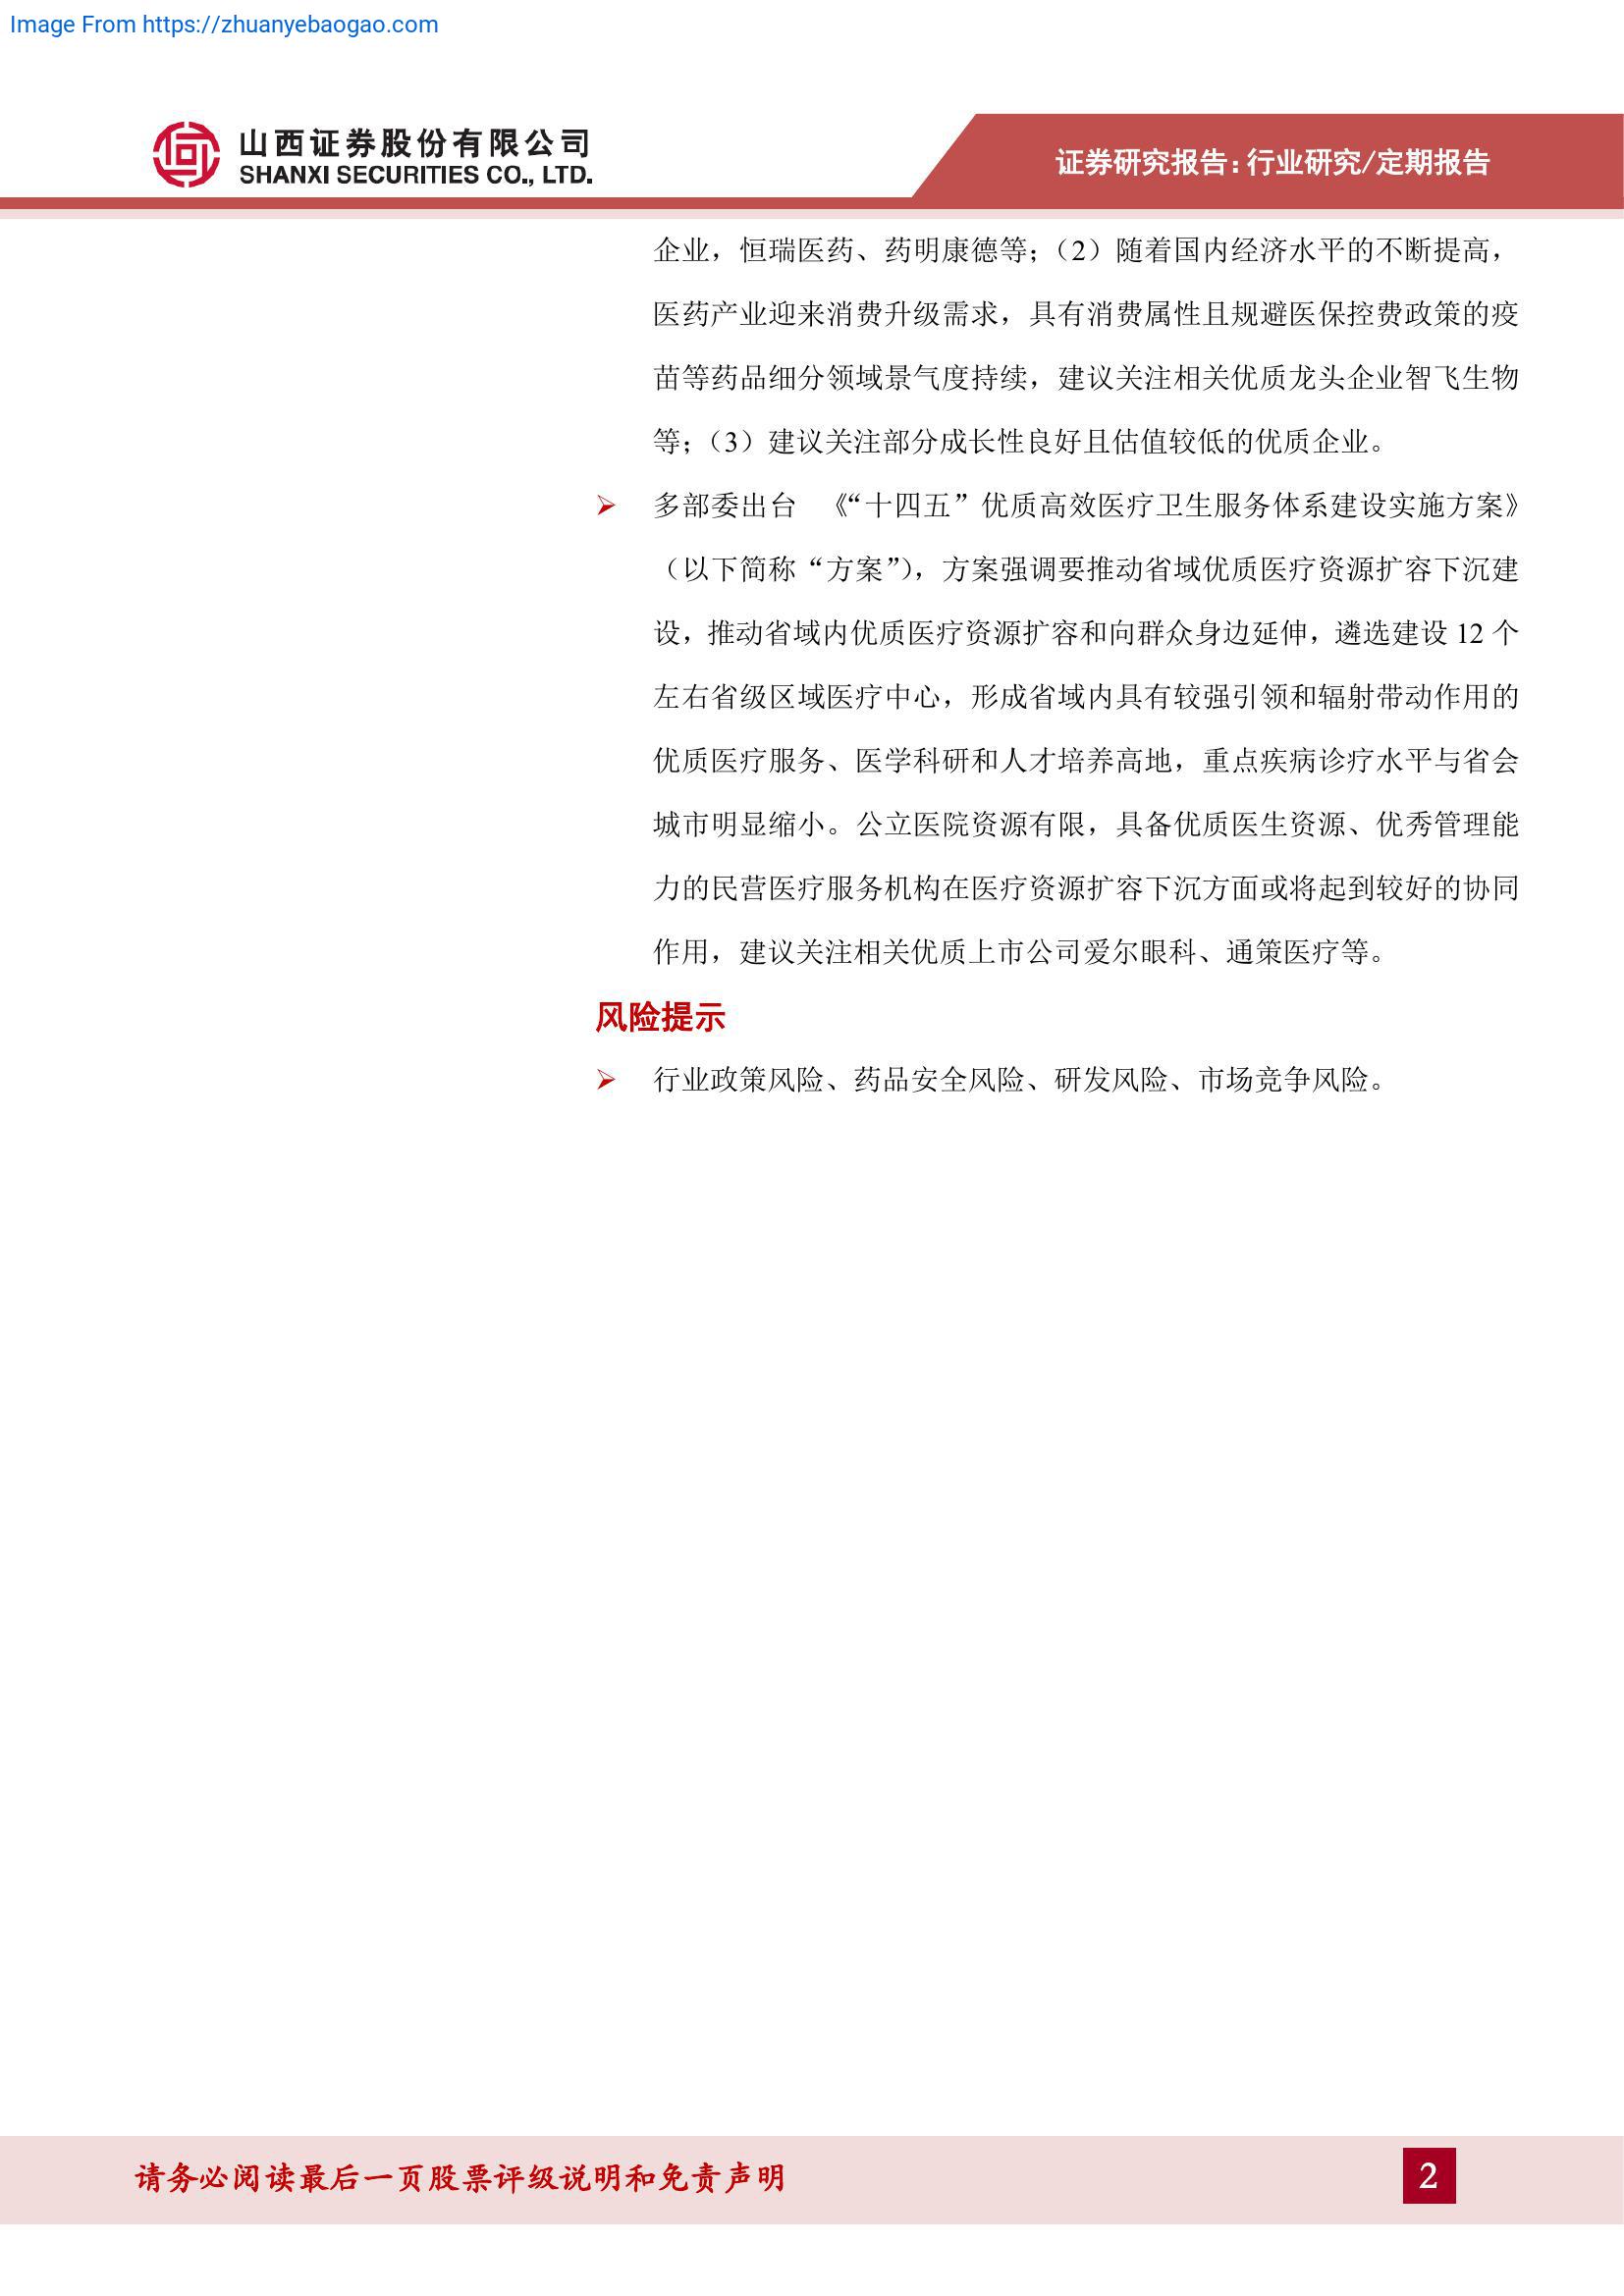 Image From https://zhuanyebaogao.com
山西证券股份有限公司
SHANXI SECURITIES CO., LTD.
证券研究报告：行业研究/定期报告
企业，恒瑞医药、药明康德等；（2）随着国内经济水平的不断提高，
医药产业迎来消费升级需求，具有消费属性且规避医保控费政策的疫
苗等药品细分领域景气度持续，建议关注相关优质龙头企业智飞生物
等；（3）建议关注部分成长性良好且估值较低的优质企业。
多部委出台 《“十四五”优质高效医疗卫生服务体系建设实施方案》
（以下简称“方案”），方案强调要推动省域优质医疗资源扩容下沉建
设，推动省域内优质医疗资源扩容和向群众身边延伸，遴选建设 12 个
左右省级区域医疗中心，形成省域内具有较强引领和辐射带动作用的
优质医疗服务、医学科研和人才培养高地，重点疾病诊疗水平与省会
城市明显缩小。公立医院资源有限，具备优质医生资源、优秀管理能
力的民营医疗服务机构在医疗资源扩容下沉方面或将起到较好的协同
作用，建议关注相关优质上市公司爱尔眼科、通策医疗等。
风险提示
行业政策风险、药品安全风险、研发风险、市场竞争风险。
请务必阅读最后一页股票评级说明和免责声明
2